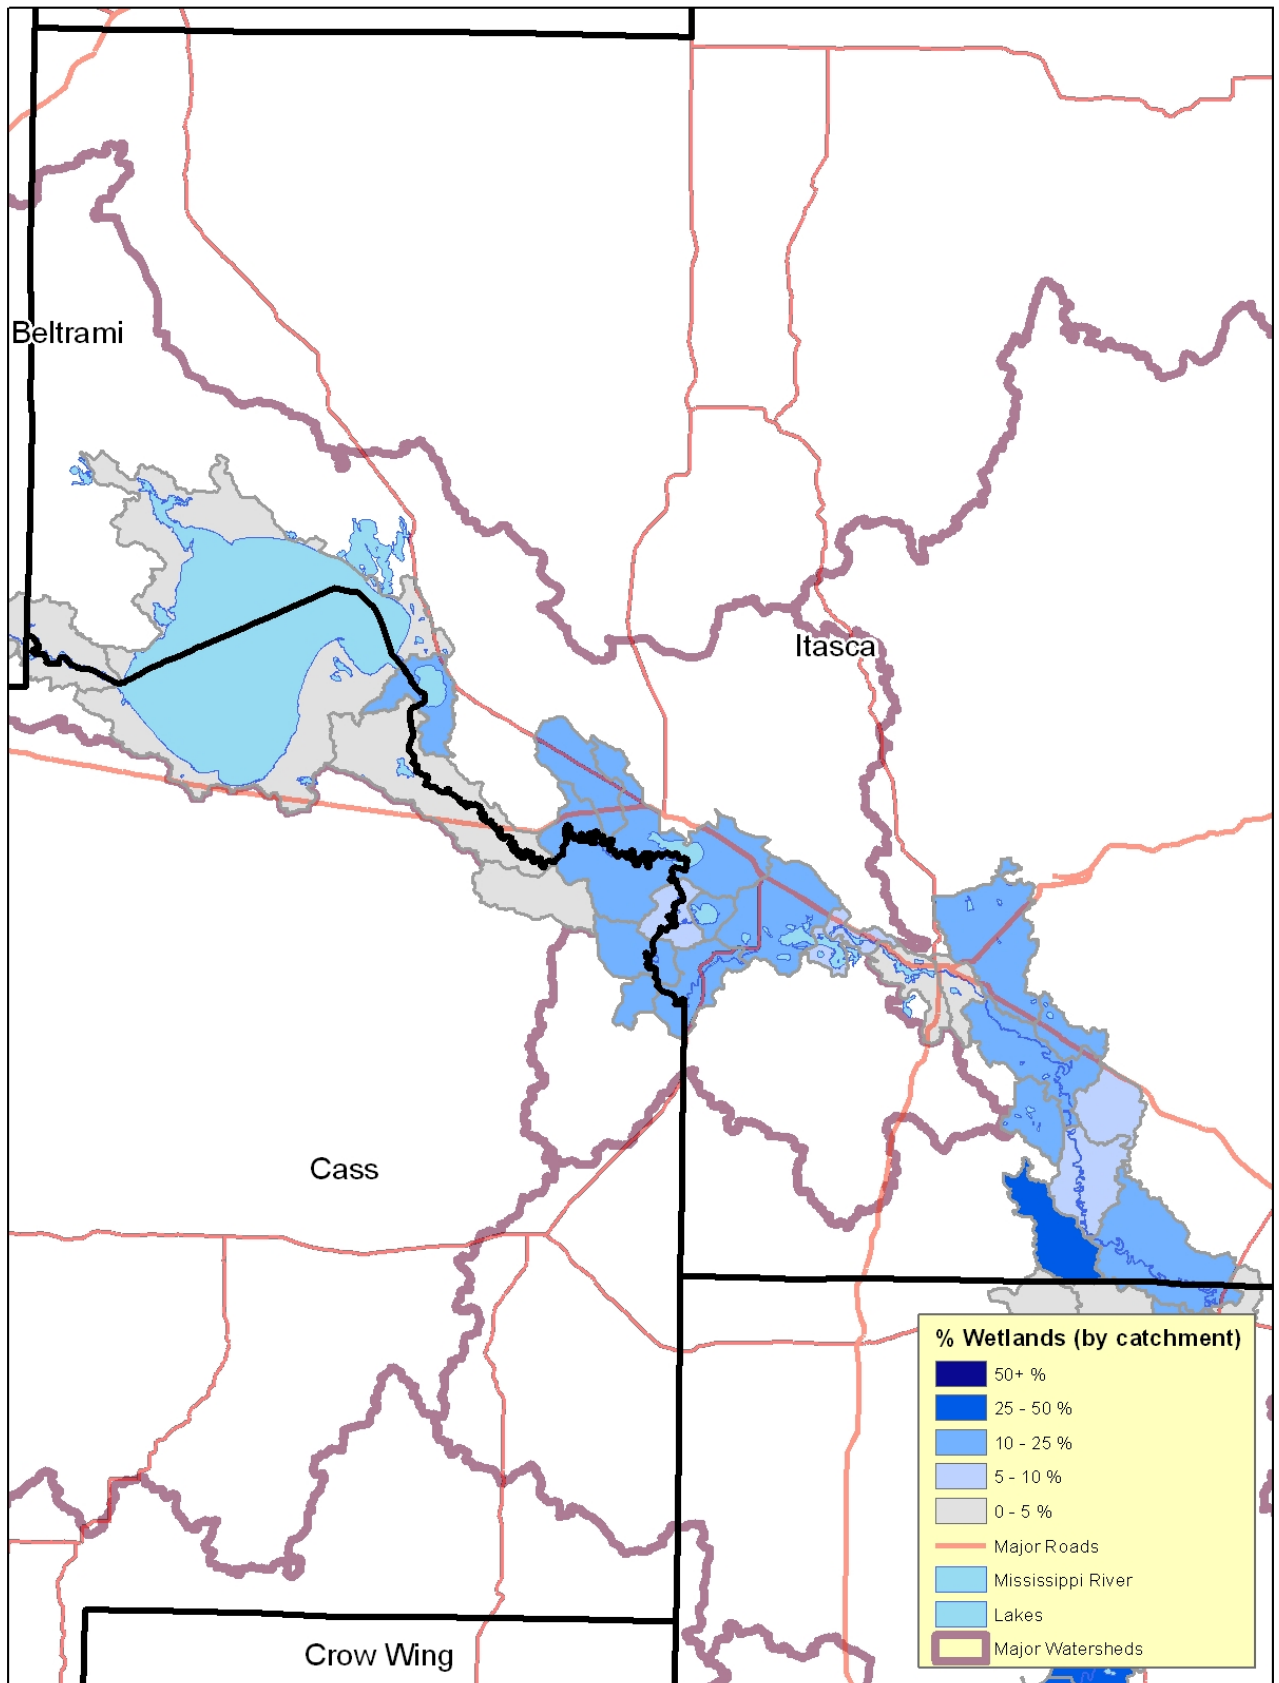 Beltrami
Itasca
Cass
Crow Wing
% Wetlands (by catchment)
50+ %
25 - 50 %
10 - 25 %
5 - 10 %
0 - 5 %
Major Roads
Mississippi River
Lakes
Major Watersheds